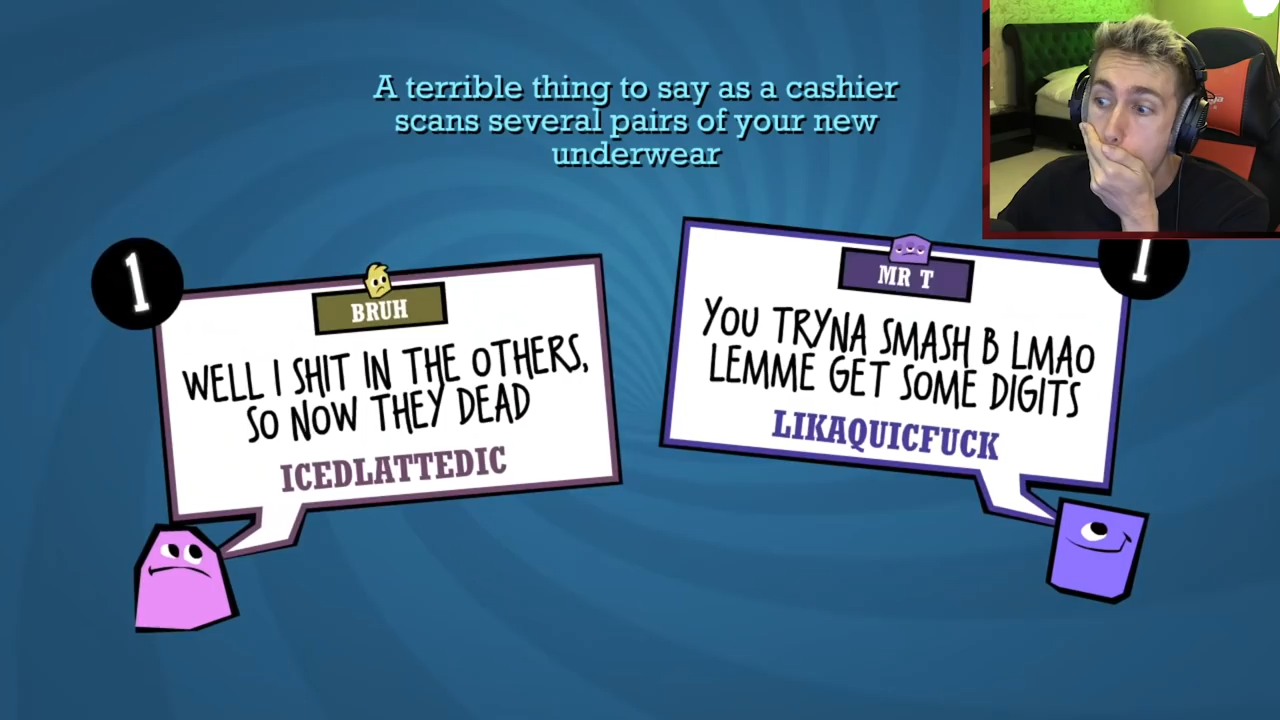 A terrible thing to say as a cashier
scans several pairs of your new
underwear
1
BRUH
WELL I SHIT IN THE OTHERS,
SO NOW THEY DEAD
ICEDLATTEDIC
1
MR T
YOU TRYNA SMASH B LMAO
LEMME GET SOME DIGITS
LIKAQUICFUCK